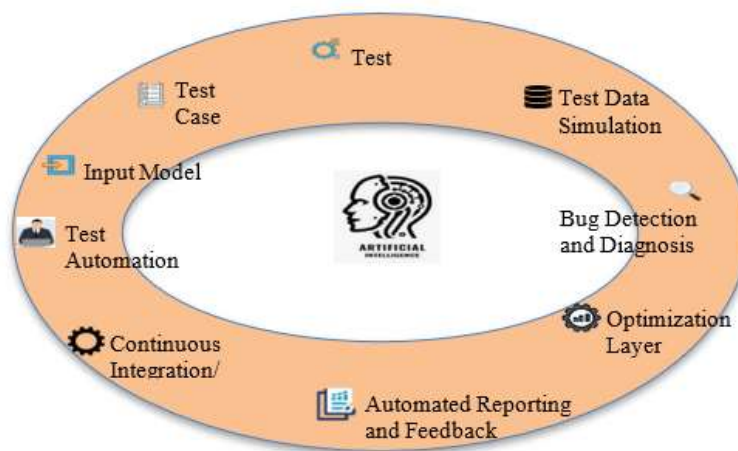 Test
Test
Case
Test Data
Simulation
Input Model
ARTIFICIAL
INTELLIGENCE
Bug Detection
and Diagnosis
Test
Automation
Optimization
Layer
Continuous
Integration/
Automated Reporting
and Feedback